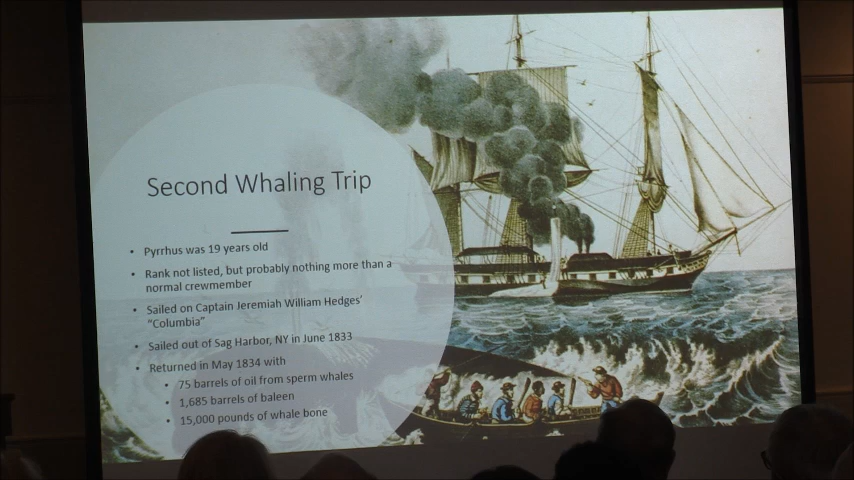 Second Whaling Trip
• Pyrrhus was 19 years old
• Rank not listed, but probably nothing more than a
normal crewmember
• Sailed on Captain Jeremiah William Hedges'
"Columbia"
• Sailed out of Sag Harbor, NY in June 1833
• Returned in May 1834 with
• 75 barrels of oil from sperm whales
• 1,685 barrels of baleen
• 15,000 pounds of whale bone